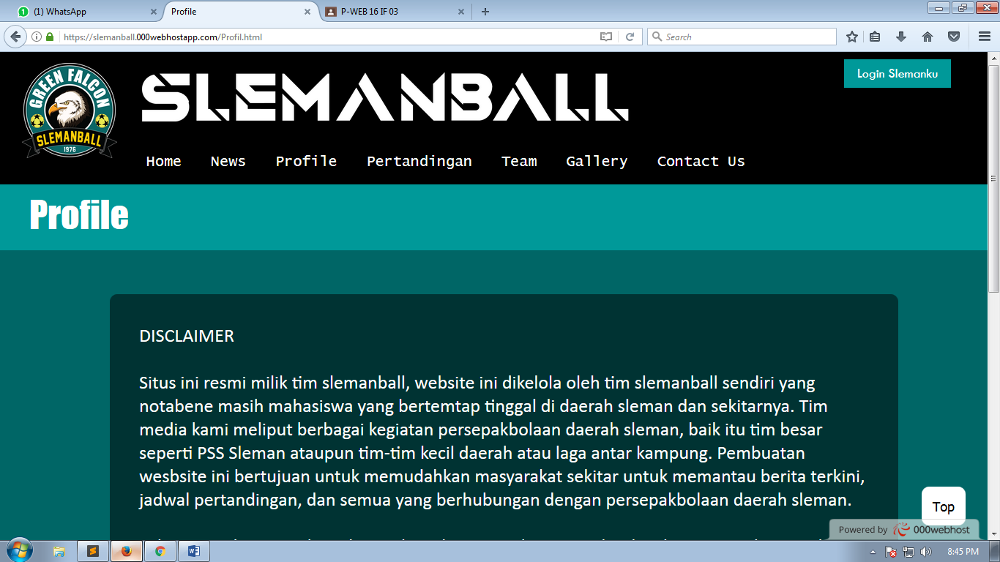 (1) WhatsApp
Profile
P-WEB 16 IF 03
https://slemanball.000webhostapp.com/Profil.html
Search
GREEN FALCON
SLEMANBALL
1976
SLEMANBALL
Login Slemanku
Home News Profile Pertandingan Team Gallery Contact Us
Profile
DISCLAIMER
Situs ini resmi milik tim slemanball, website ini dikelola oleh tim slemanball sendiri yang
notabene masih mahasiswa yang bertemtap tinggal di daerah sleman dan sekitarnya. Tim
media kami meliput berbagai kegiatan persepakbolaan daerah sleman, baik itu tim besar
seperti PSS Sleman ataupun tim-tim kecil daerah atau laga antar kampung. Pembuatan
wesbsite ini bertujuan untuk memudahkan masyarakat sekitar untuk memantau berita terkini,
jadwal pertandingan, dan semua yang berhubungan dengan persepakbolaan daerah sleman.
Top
Powered by 000webhost
8:45 PM